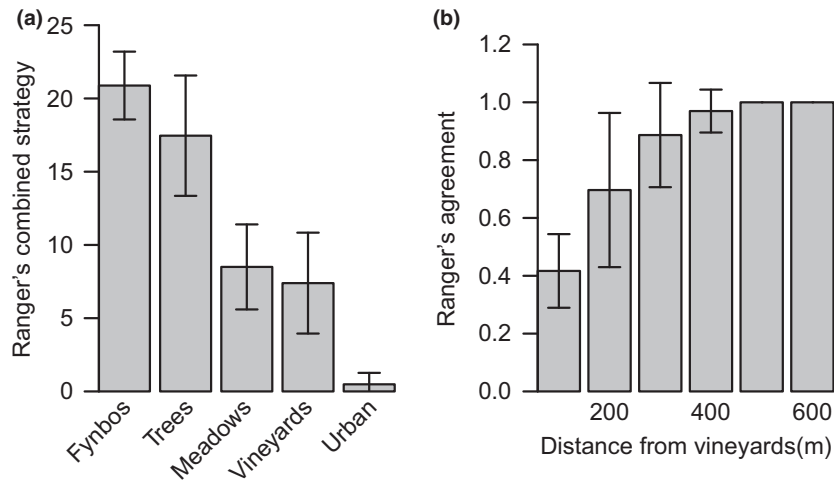 (a)
Ranger's combined strategy
25
20
15
10
5
0
Fynbos
Trees
Meadows
Vineyards
Urban
(b)
Ranger's agreement
1.2
1.0
0.8
0.6
0.4
0.2
0.0
200
400
600
Distance from vineyards(m)